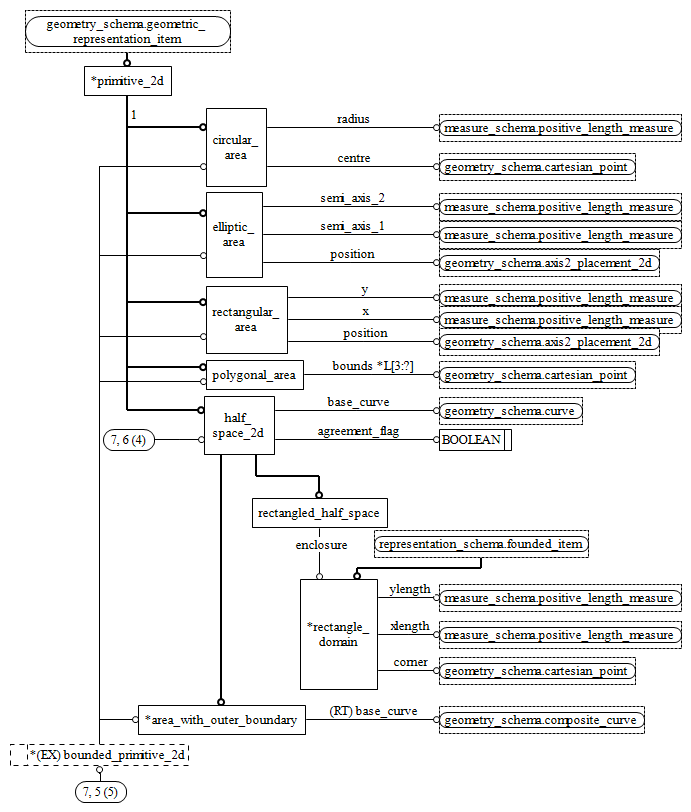 geometry_schema.geometric_
representation_item
*primitive_2d
1
circular_
area
radius
measure_schema.positive_length_measure
centre
geometry_schema.cartesian_point
elliptic_
area
semi_axis_2
measure_schema.positive_length_measure
semi_axis_1
measure_schema.positive_length_measure
position
geometry_schema.axis2_placement_2d
rectangular_
area
y
measure_schema.positive_length_measure
x
measure_schema.positive_length_measure
position
geometry_schema.axis2_placement_2d
polygonal_area
bounds *L[3:?]
geometry_schema.cartesian_point
half_
space_2d
base_curve
geometry_schema.curve
7, 6 (4)
agreement_flag
BOOLEAN
rectangled_half_space
enclosure
representation_schema.founded_item
*rectangle_
domain
ylength
measure_schema.positive_length_measure
xlength
measure_schema.positive_length_measure
corner
geometry_schema.cartesian_point
*area_with_outer_boundary
(RT) base_curve
geometry_schema.composite_curve
*(EX) bounded_primitive_2d
7, 5 (5)